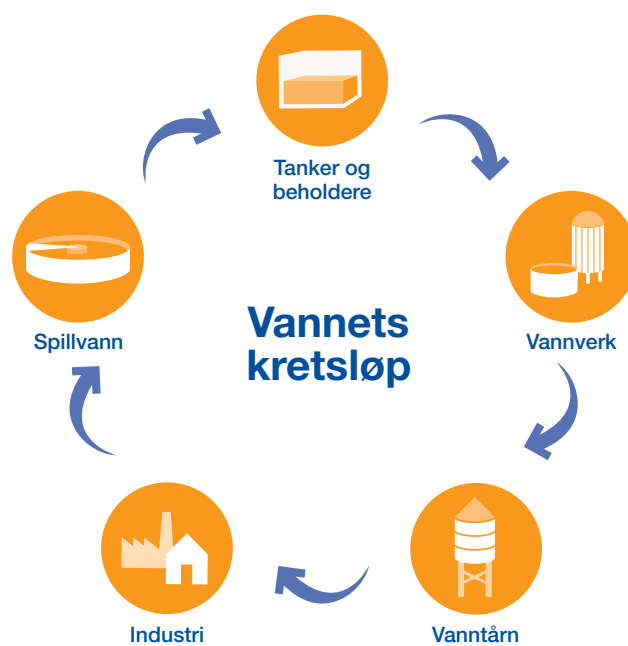 Tanker og
beholdere
Vannverk
Vanntårn
Industri
Spillvann
Vannets
kretsløp